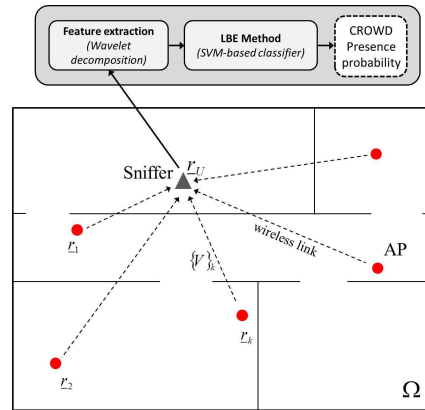 Feature extraction
(Wavelet
decomposition)
LBE Method
(SVM-based classifier)
CROWD
Presence
probability
Sniffer
r_U
r_1
wireless link
AP
{V}_k
r_k
r_2
Ω